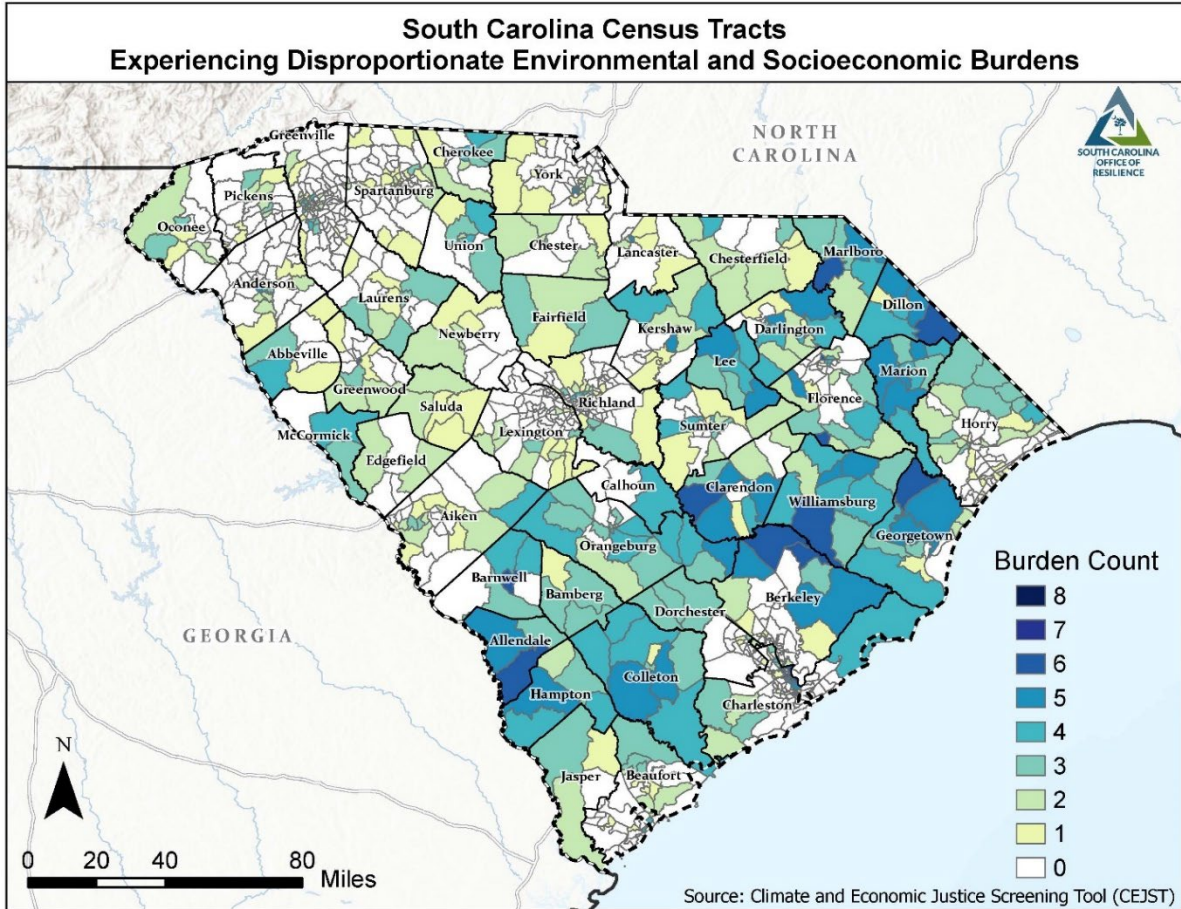 South Carolina Census Tracts
Experiencing Disproportionate Environmental and Socioeconomic Burdens
SOUTH CAROLINA
OFFICE OF
RESILIENCE
NORTH
CAROLINA
Greenville
Cherokee
York
Pickens
Spartanburg
Oconee
Union
Chester
Lancaster
Chesterfield
Marlboro
Anderson
Laurens
Dillon
Fairfield
Newberry
Kershaw
Darlington
Abbeville
Lee
Marion
Greenwood
Saluda
Richland
Florence
McCormick
Lexington
Sumter
Horry
Edgefield
Calhoun
Clarendon
Williamsburg
Aiken
Orangeburg
Georgetown
Barnwell
Bamberg
Berkeley
Dorchester
GEORGIA
Allendale
Colleton
Hampton
Charleston
Jasper
Beaufort
Burden Count
8
7
6
5
4
3
2
1
0
N
0 20 40 80
Miles
Source: Climate and Economic Justice Screening Tool (CEJST)